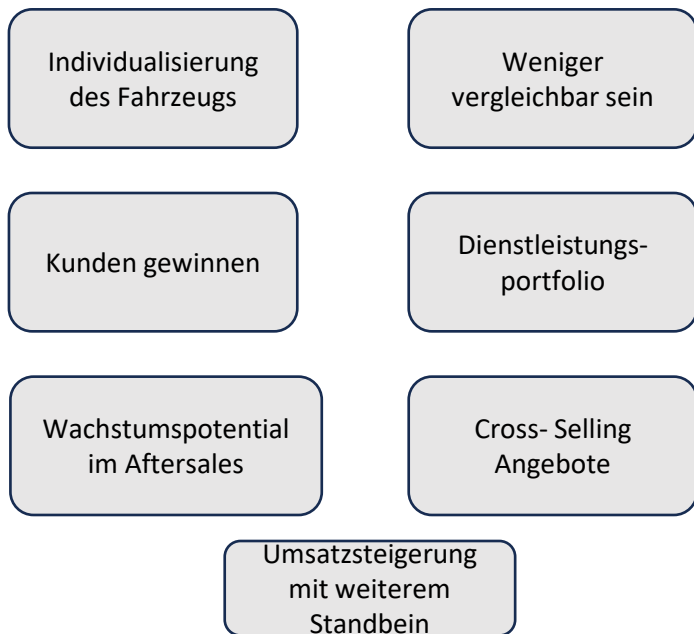 Individualisierung
des Fahrzeugs
Weniger
vergleichbar sein
Kunden gewinnen
Dienstleistungs-
portfolio
Wachstumspotential
im Aftersales
Cross- Selling
Angebote
Umsatzsteigerung
mit weiterem
Standbein